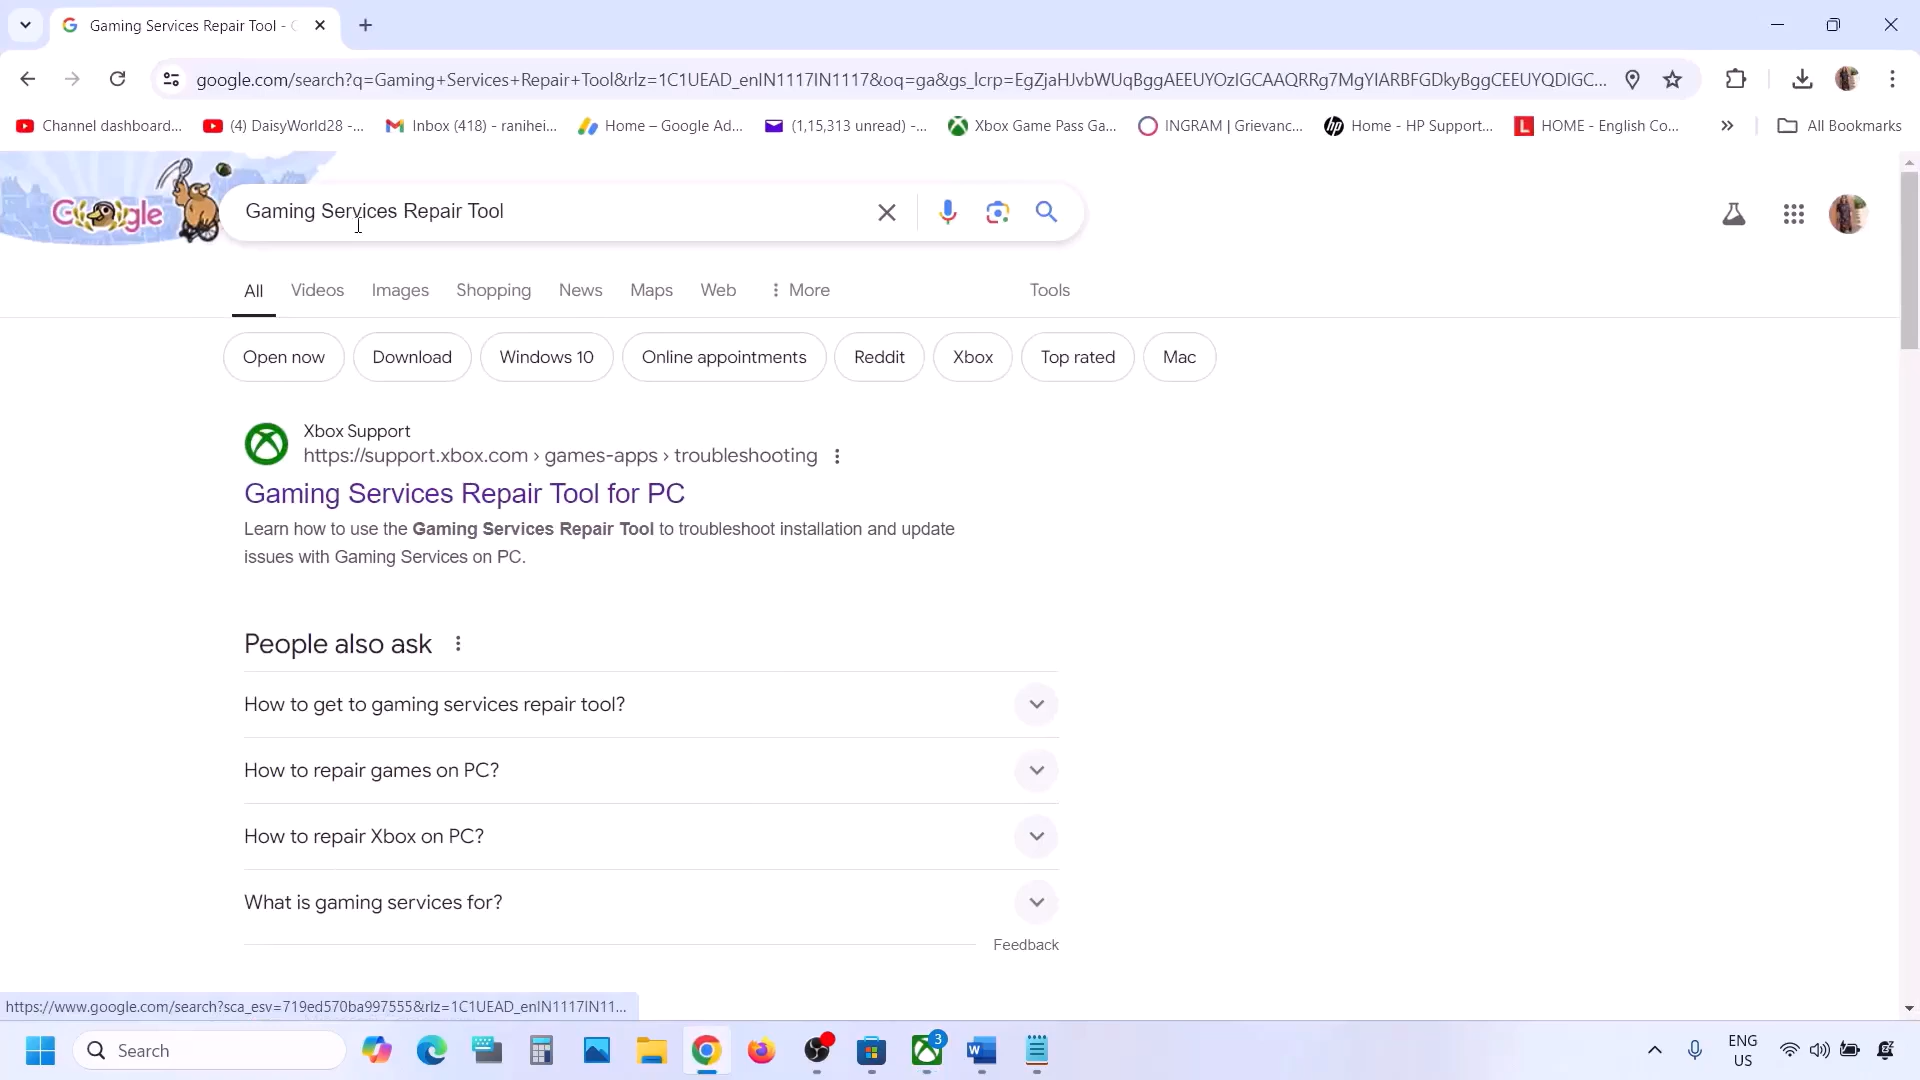 Gaming Services Repair Tool -
google.com/search?q=Gaming+Services+Repair+Tool&rlz=1C1UEAD_enIN1117IN1117&oq=ga&gs_lcrp=EgZjaHJvbWUqBggAEEUYOzIGCAAQRRg7MgYIARBFGDkyBggCEEUYQDIGC...
Channel dashboard...
(4) DaisyWorld28 -...
Inbox (418) - ranihei...
Home – Google Ad...
(1,15,313 unread) -...
Xbox Game Pass Ga...
INGRAM | Grievanc...
Home - HP Support...
HOME - English Co...
All Bookmarks
Google
Gaming Services Repair Tool
All Videos Images Shopping News Maps Web More Tools
Open now Download Windows 10 Online appointments Reddit Xbox Top rated Mac
Xbox Support
https://support.xbox.com › games-apps › troubleshooting
Gaming Services Repair Tool for PC
Learn how to use the Gaming Services Repair Tool to troubleshoot installation and update
issues with Gaming Services on PC.
People also ask
How to get to gaming services repair tool?
How to repair games on PC?
How to repair Xbox on PC?
What is gaming services for?
Feedback
https://www.google.com/search?sca_esv=719ed570ba997555&rlz=1C1UEAD_enIN1117IN11...
Search
3
ENG
US